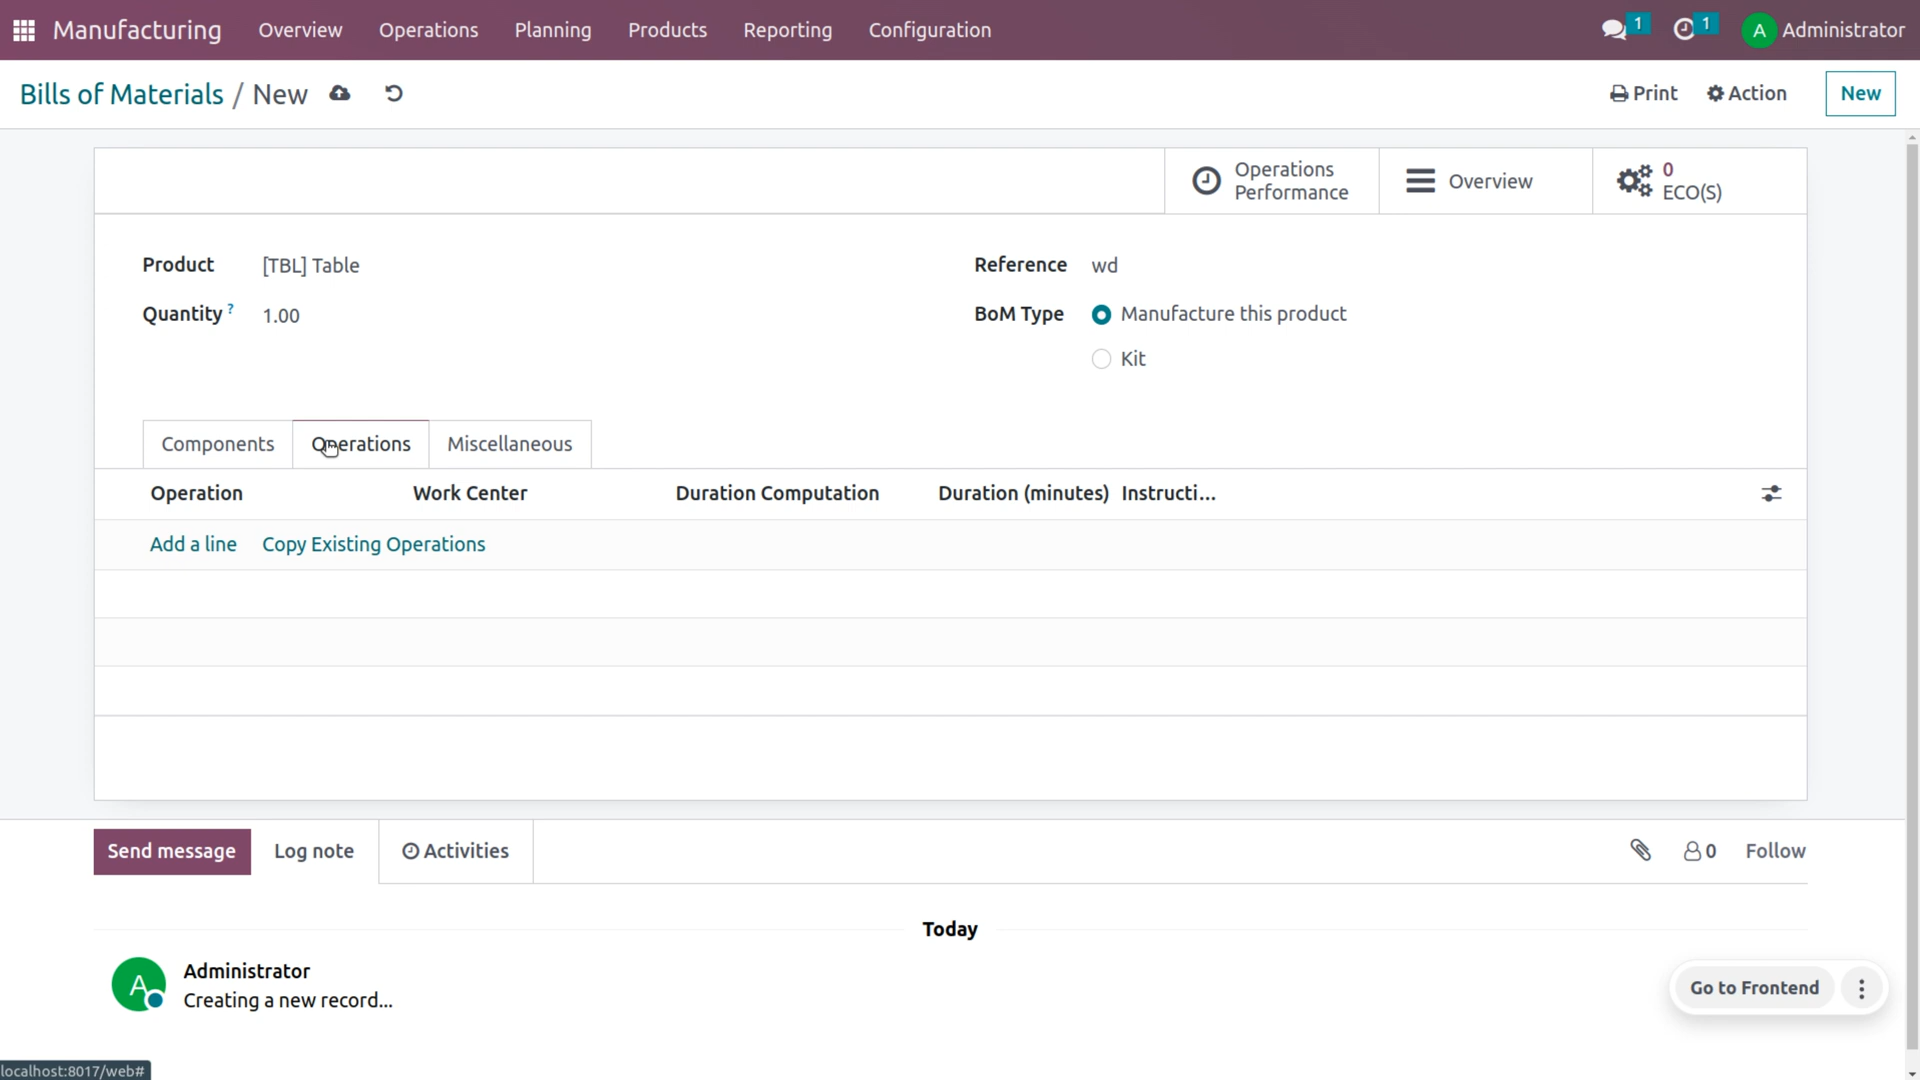 Manufacturing Overview Operations Planning Products Reporting Configuration 1 1 A Administrator
Bills of Materials / New Print Action New
Operations Performance Overview 0 ECO(S)
Product [TBL] Table Reference wd
Quantity ? 1.00 BoM Type Manufacture this product
Kit
Components Operations Miscellaneous
Operation Work Center Duration Computation Duration (minutes) Instructi...
Add a line Copy Existing Operations
Send message Log note Activities 0 Follow
Today
A Administrator
Creating a new record...
Go to Frontend
localhost:8017/web#